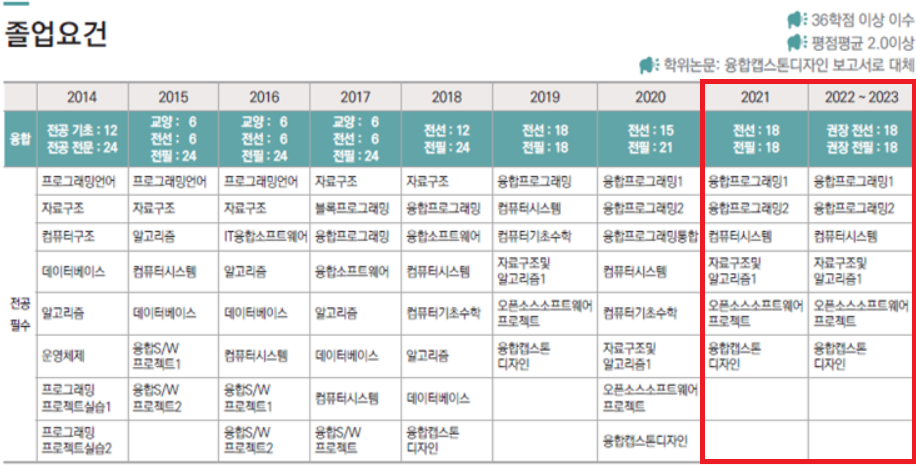 졸업요건
36학점 이상 이수
평점평균 2.0이상
학위논문: 융합캡스톤디자인 보고서로 대체
2014 2015 2016 2017 2018 2019 2020 2021 2022 ~ 2023
융합
전공 기초 : 12
전공 전문 : 24
교양 : 6
전선 : 6
전필 : 24
교양 : 6
전선 : 6
전필 : 24
교양 : 6
전선 : 6
전필 : 24
전선 : 12
전필 : 24
전선 : 18
전필 : 18
전선 : 15
전필 : 21
전선 : 18
전필 : 18
권장 전선 : 18
권장 전필 : 18
전공
필수
프로그래밍언어 프로그래밍언어 프로그래밍언어 자료구조 자료구조 융합프로그래밍 융합프로그래밍1 융합프로그래밍1 융합프로그래밍1
자료구조 자료구조 자료구조 블록프로그래밍 융합프로그래밍 컴퓨터시스템 융합프로그래밍2 융합프로그래밍2 융합프로그래밍2
컴퓨터구조 알고리즘 IT융합소프트웨어 융합프로그래밍 융합소프트웨어 컴퓨터기초수학 융합프로그래밍통합 컴퓨터시스템 컴퓨터시스템
데이터베이스 컴퓨터시스템 알고리즘 융합소프트웨어 컴퓨터시스템
자료구조및
알고리즘1
컴퓨터시스템
자료구조및
알고리즘1
자료구조및
알고리즘1
알고리즘 데이터베이스 데이터베이스 알고리즘 컴퓨터기초수학
오픈소스소프트웨어
프로젝트
컴퓨터기초수학
오픈소스소프트웨어
프로젝트
오픈소스소프트웨어
프로젝트
운영체제
융합S/W
프로젝트1
컴퓨터시스템 데이터베이스 알고리즘
융합캡스톤
디자인
자료구조및
알고리즘1
융합캡스톤
디자인
융합캡스톤
디자인
프로그래밍
프로젝트실습1
융합S/W
프로젝트2
융합S/W
프로젝트1
컴퓨터시스템 데이터베이스
오픈소스소프트웨어
프로젝트
프로그래밍
프로젝트실습2
융합S/W
프로젝트2
융합S/W
프로젝트
융합캡스톤
디자인
융합캡스톤디자인